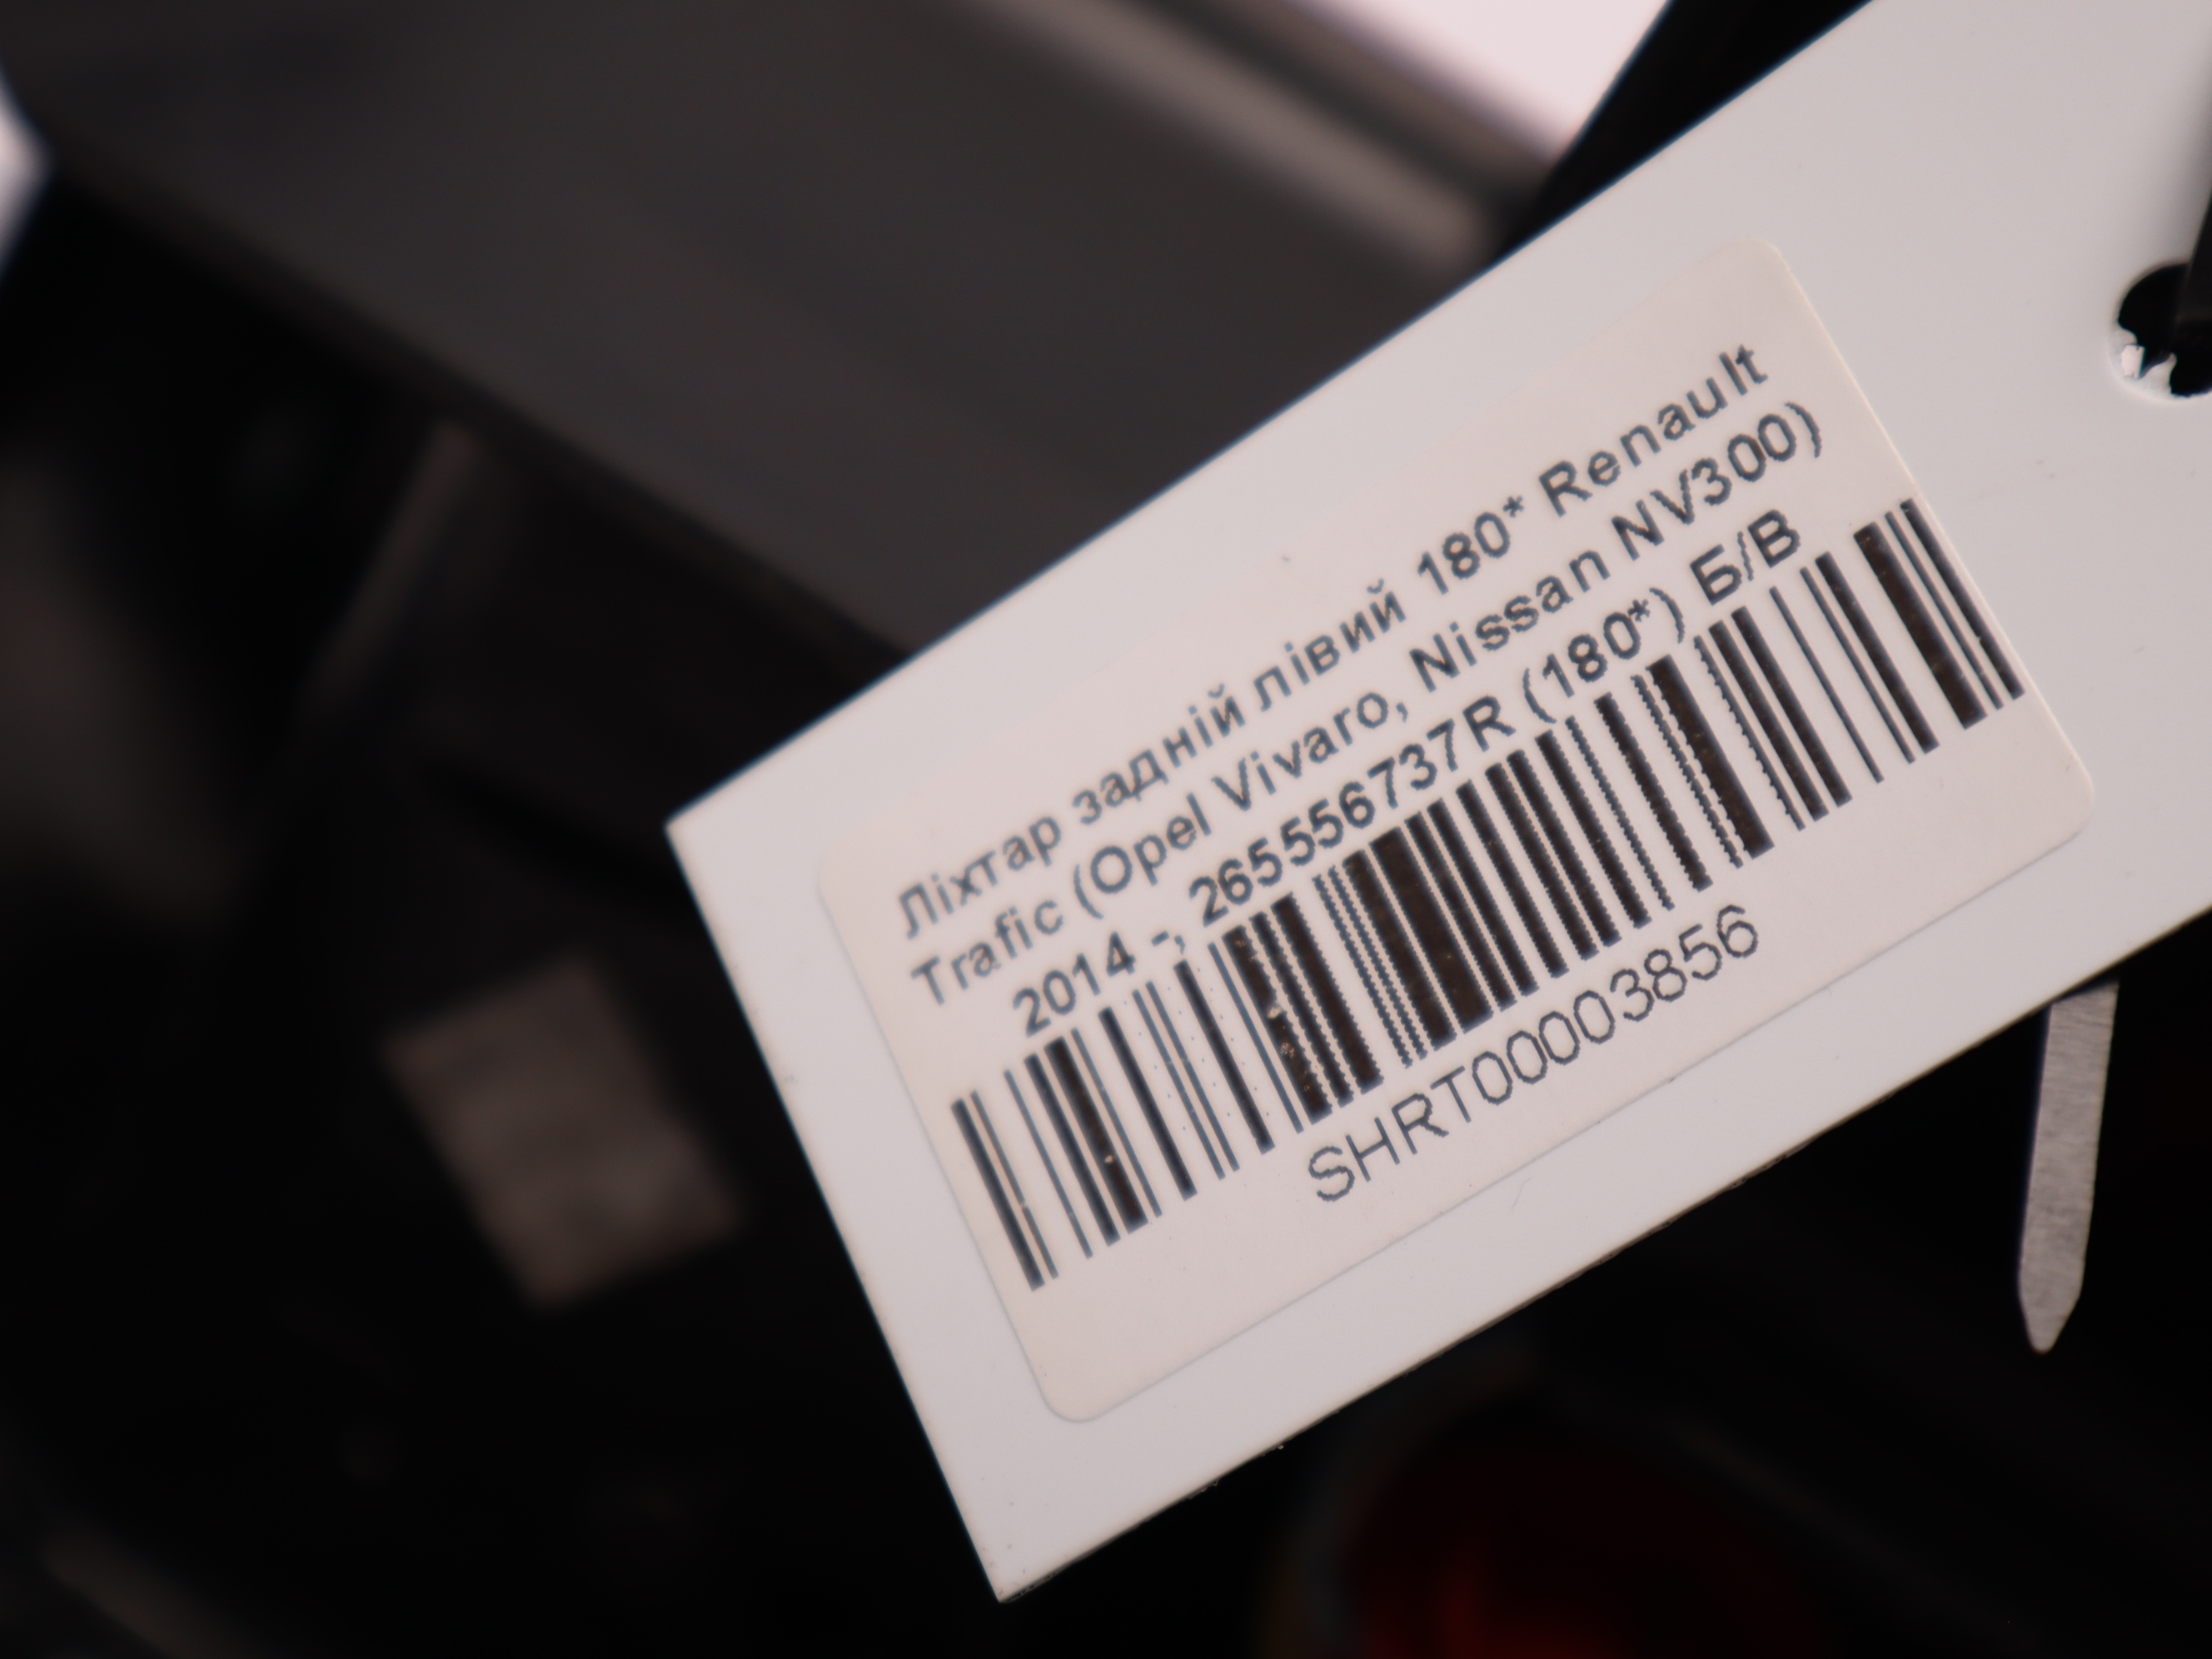 Ліхтар задній лівий 180* Renault
Trafic (Opel Vivaro, Nissan NV300)
2014 -, 265556737R (180*) Б/В
SHRT00003856